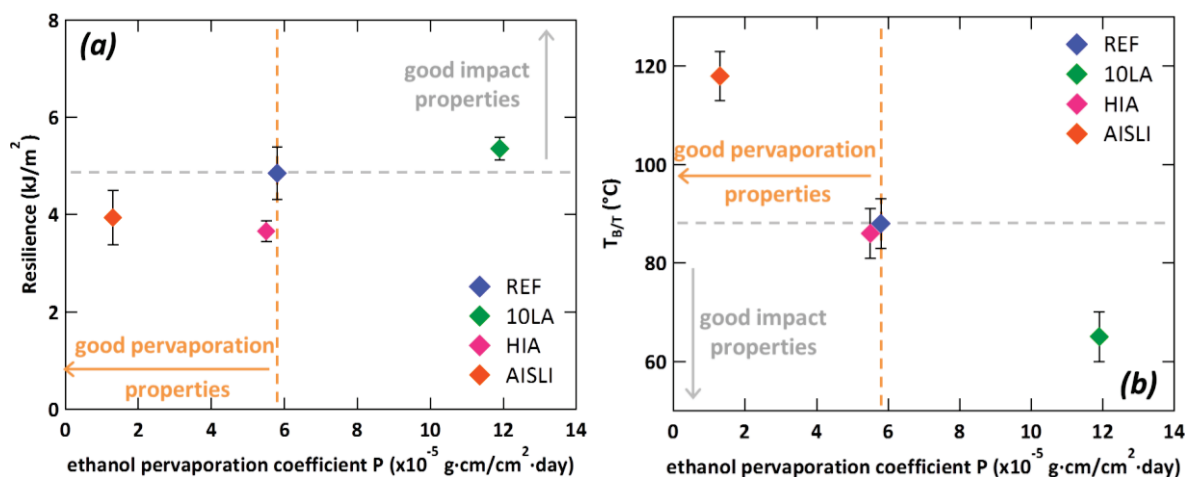 (a)
good impact
properties
REF
10LA
HIA
AISLI
good pervaporation
properties
Resilience (kJ/m²)
8
6
4
2
0
0 2 4 6 8 10 12 14
ethanol pervaporation coefficient P (x10⁻⁵ g·cm/cm²·day)
REF
10LA
HIA
AISLI
good pervaporation
properties
good impact
properties
(b)
T_B/T (°C)
120
100
80
60
0 2 4 6 8 10 12 14
ethanol pervaporation coefficient P (x10⁻⁵ g·cm/cm²·day)